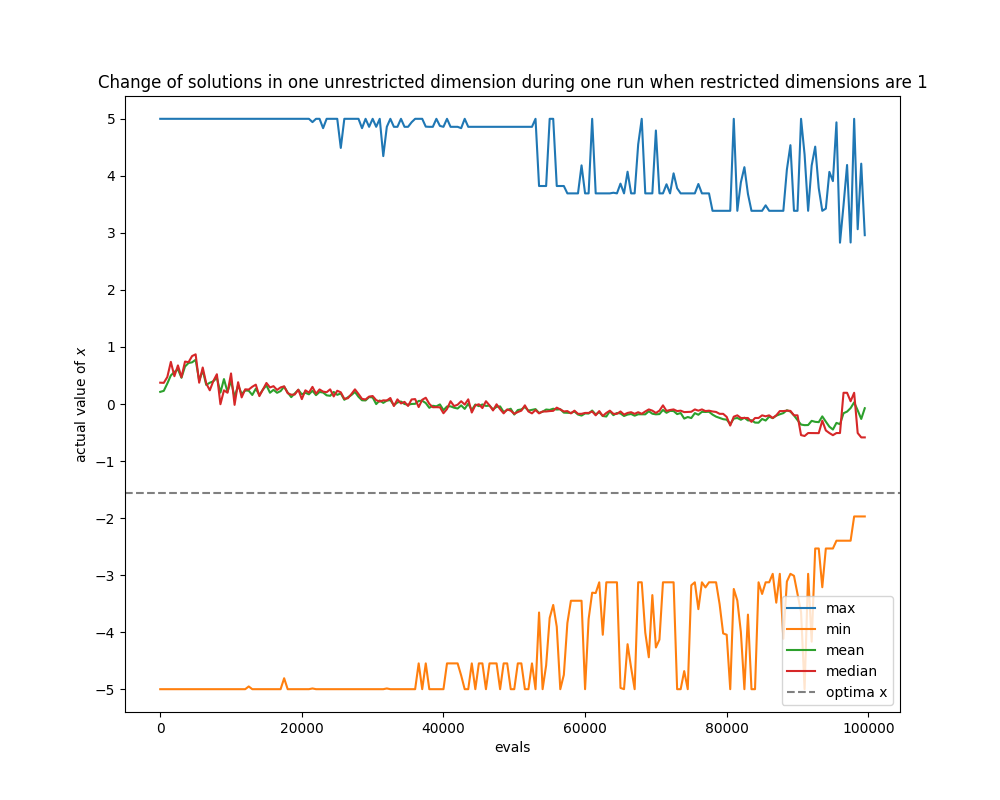 Change of solutions in one unrestricted dimension during one run when restricted dimensions are 1
5
4
3
2
1
0
−1
−2
−3
−4
−5
actual value of x
0
20000
40000
60000
80000
100000
evals
max
min
mean
median
optima x